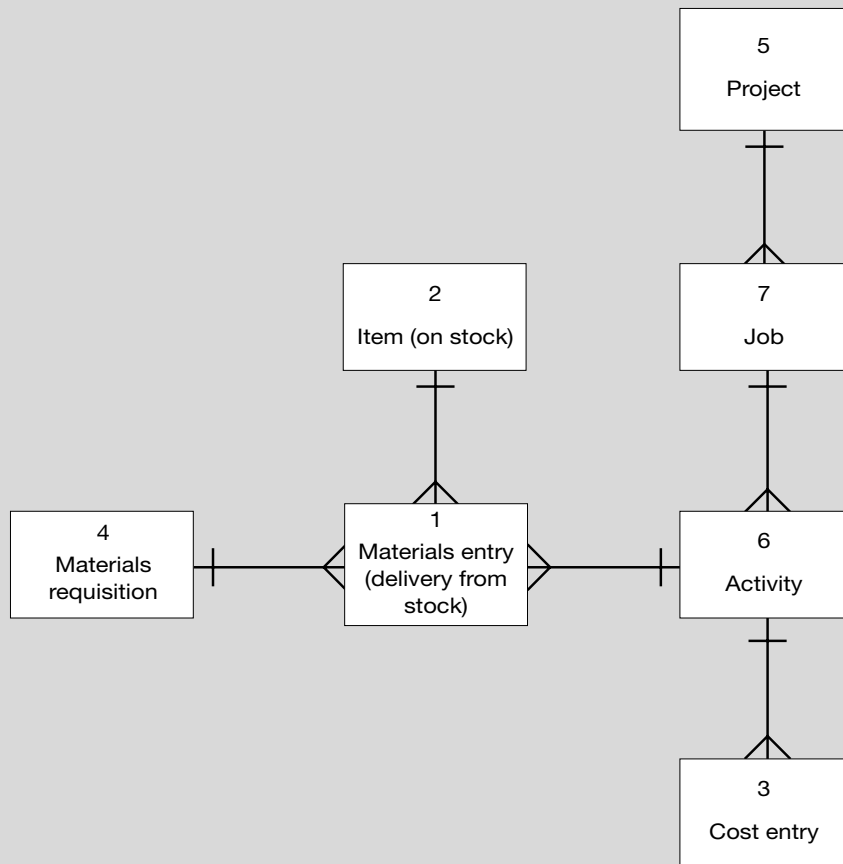 5
Project
2
Item (on stock)
7
Job
4
Materials
requisition
1
Materials entry
(delivery from
stock)
6
Activity
3
Cost entry